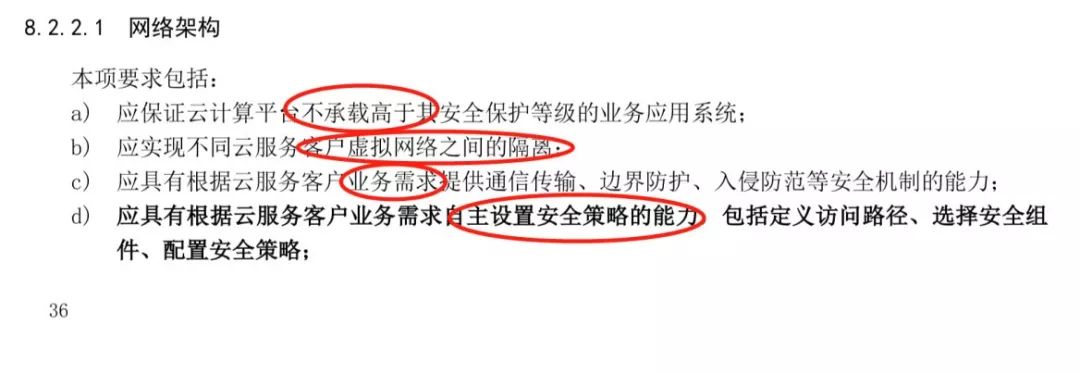 8.2.2.1 网络架构
本项要求包括：
a) 应保证云计算平台不承载高于其安全保护等级的业务应用系统；
b) 应实现不同云服务客户虚拟网络之间的隔离；
c) 应具有根据云服务客户业务需求提供通信传输、边界防护、入侵防范等安全机制的能力；
d) 应具有根据云服务客户业务需求自主设置安全策略的能力，包括定义访问路径、选择安全组
件、配置安全策略；
36